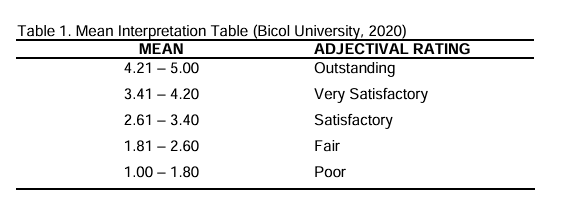 Table 1. Mean Interpretation Table (Bicol University, 2020)
MEAN ADJECTIVAL RATING
4.21 – 5.00 Outstanding
3.41 – 4.20 Very Satisfactory
2.61 – 3.40 Satisfactory
1.81 – 2.60 Fair
1.00 – 1.80 Poor